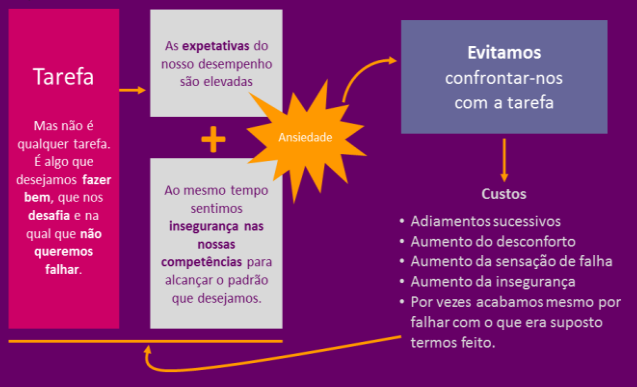 Tarefa
Mas não é
qualquer tarefa.
É algo que
desejamos fazer
bem, que nos
desafia e na
qual que não
queremos
falhar.
As expetativas do
nosso desempenho
são elevadas
+
Ao mesmo tempo
sentimos
insegurança nas
nossas
competências para
alcançar o padrão
que desejamos.
Ansiedade
Evitamos
confrontar-nos
com a tarefa
Custos
• Adiamentos sucessivos
• Aumento do desconforto
• Aumento da sensação de falha
• Aumento da insegurança
• Por vezes acabamos mesmo por
falhar com o que era suposto
termos feito.